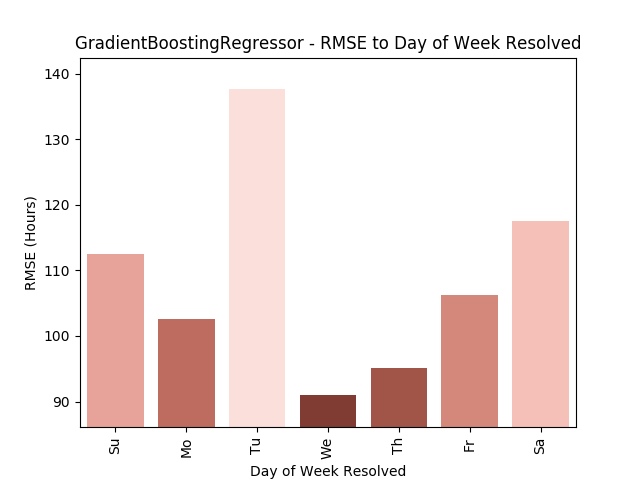 GradientBoostingRegressor - RMSE to Day of Week Resolved
140
130
120
110
100
90
RMSE (Hours)
Su
Mo
Tu
We
Th
Fr
Sa
Day of Week Resolved